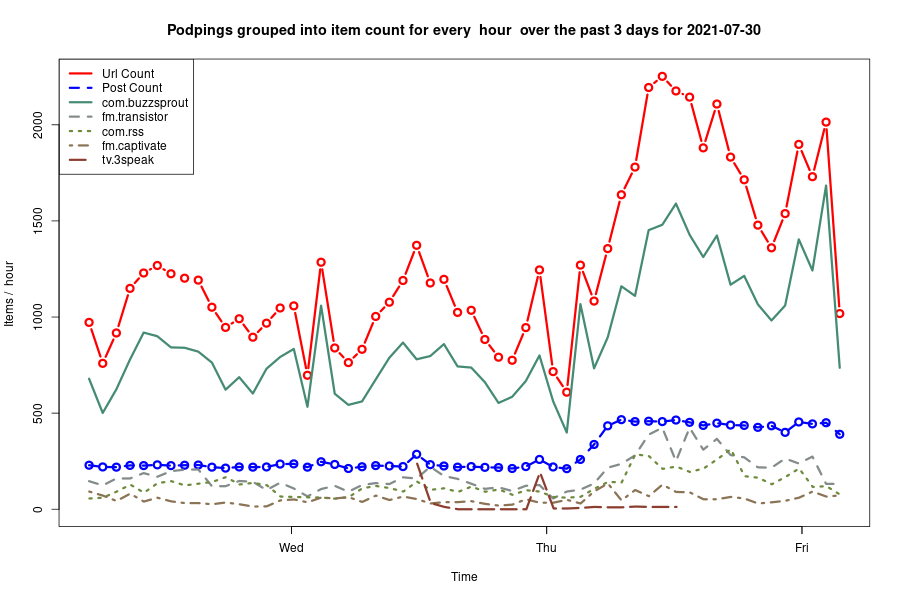 Podpings grouped into item count for every  hour  over the past 3 days for 2021-07-30
Url Count
Post Count
com.buzzsprout
fm.transistor
com.rss
fm.captivate
tv.3speak
2000
1500
1000
500
0
Items /  hour
Wed
Thu
Fri
Time